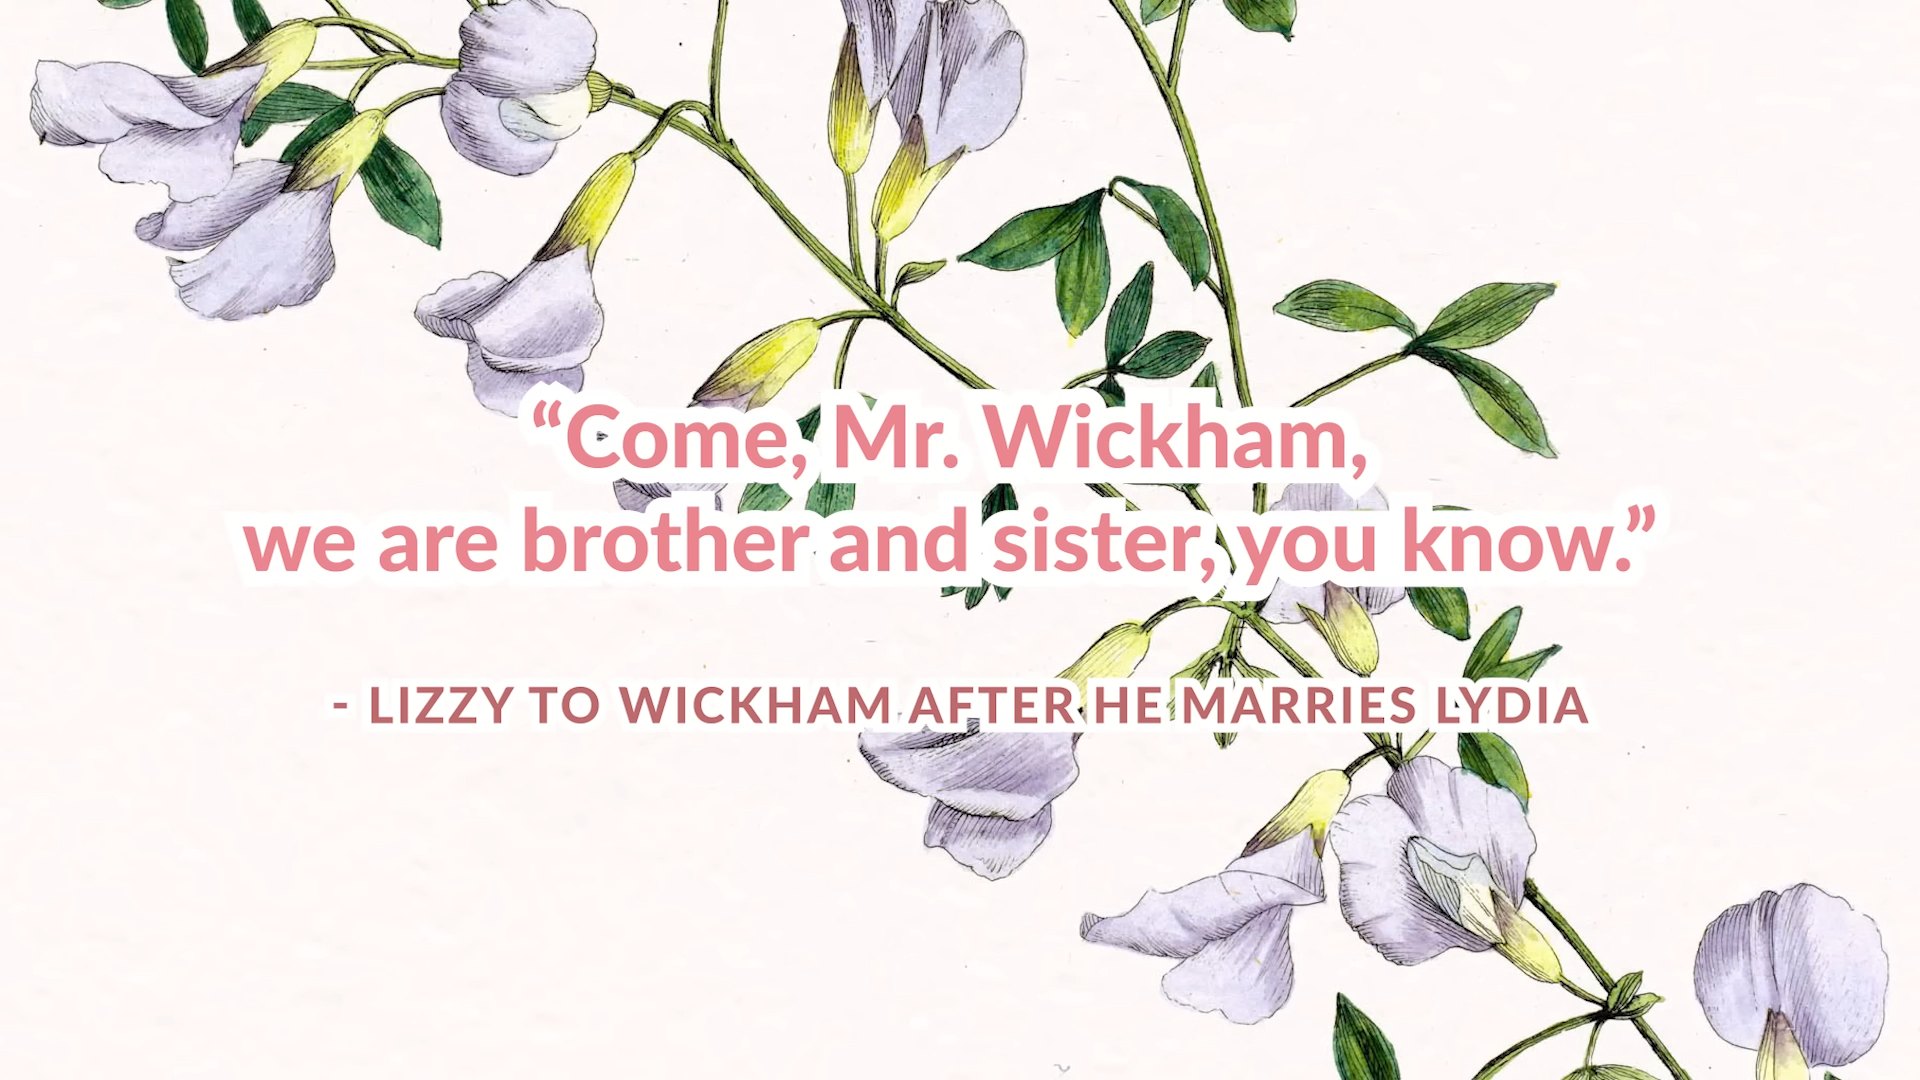 “Come, Mr. Wickham,
we are brother and sister, you know.”
- LIZZY TO WICKHAM AFTER HE MARRIES LYDIA